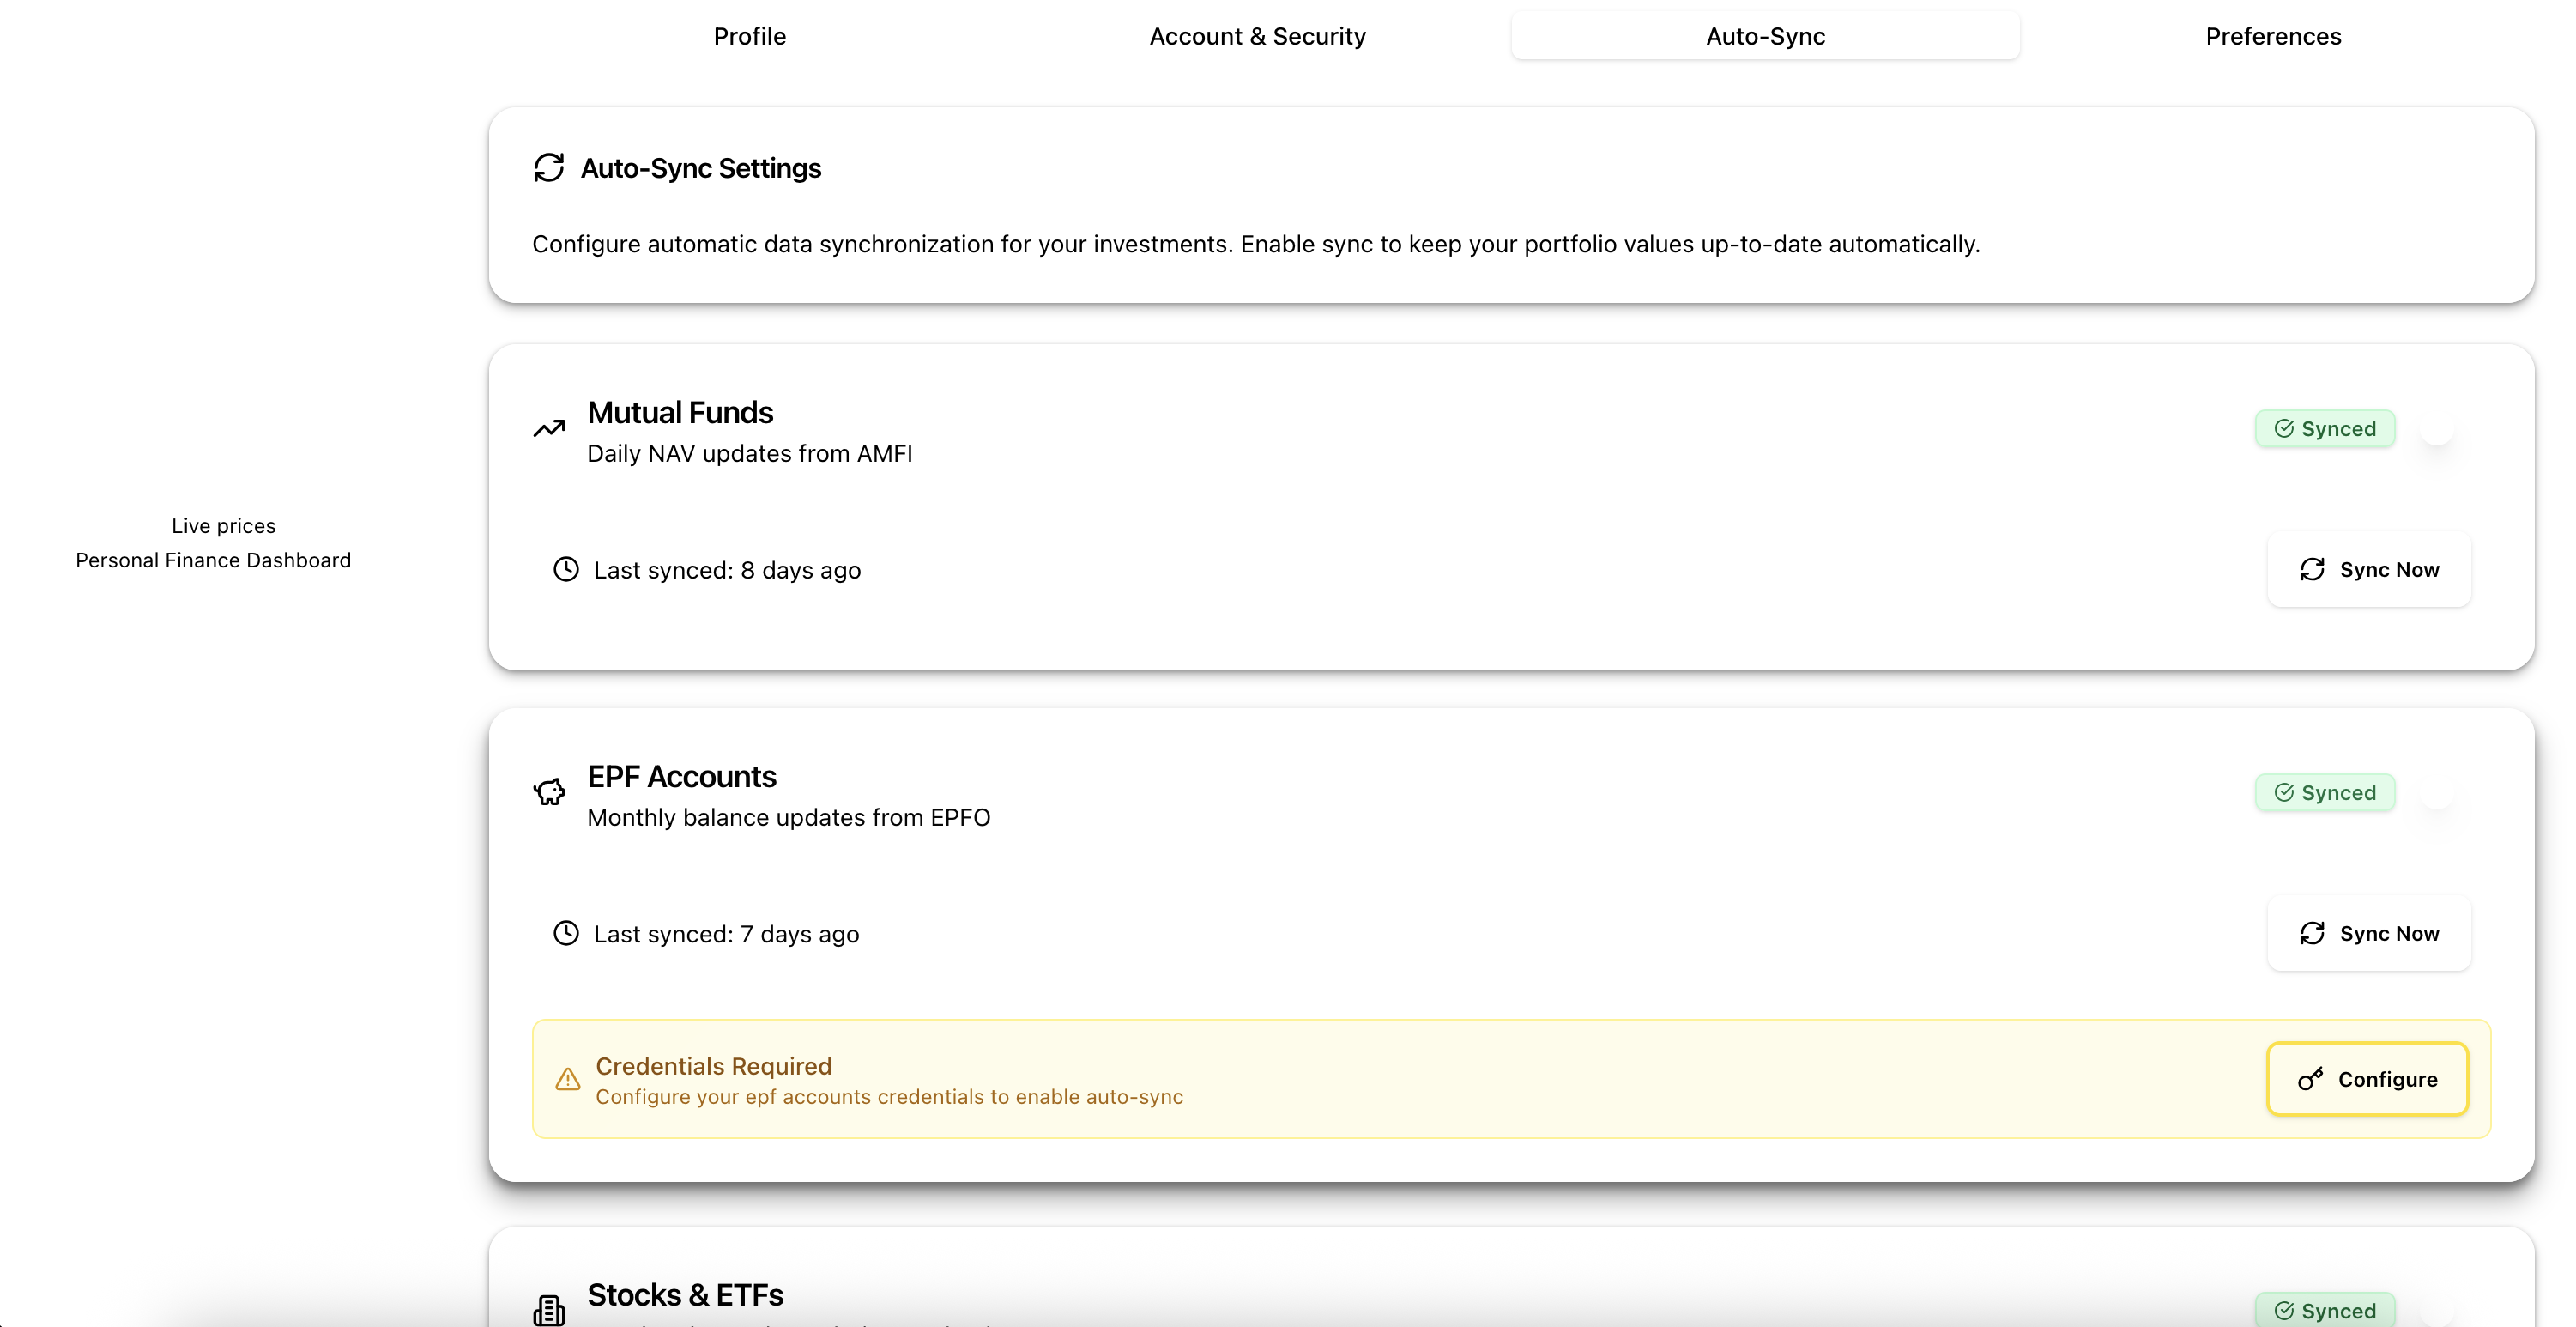 Profile
Account & Security
Auto-Sync
Preferences
Auto-Sync Settings
Configure automatic data synchronization for your investments. Enable sync to keep your portfolio values up-to-date automatically.
Mutual Funds
Daily NAV updates from AMFI
Synced
Live prices
Personal Finance Dashboard
Last synced: 8 days ago
Sync Now
EPF Accounts
Monthly balance updates from EPFO
Synced
Last synced: 7 days ago
Sync Now
Credentials Required
Configure your epf accounts credentials to enable auto-sync
Configure
Stocks & ETFs
Synced